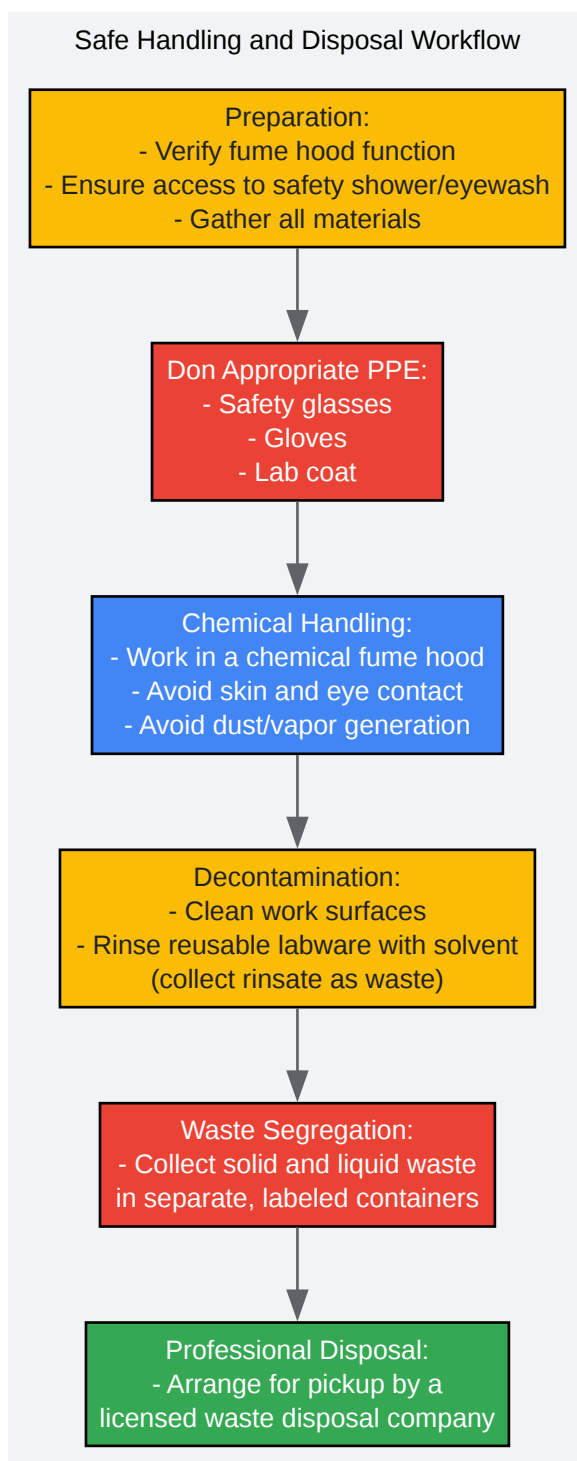 Safe Handling and Disposal Workflow
Preparation:
- Verify fume hood function
- Ensure access to safety shower/eyewash
- Gather all materials
Don Appropriate PPE:
- Safety glasses
- Gloves
- Lab coat
Chemical Handling:
- Work in a chemical fume hood
- Avoid skin and eye contact
- Avoid dust/vapor generation
Decontamination:
- Clean work surfaces
- Rinse reusable labware with solvent
(collect rinsate as waste)
Waste Segregation:
- Collect solid and liquid waste
in separate, labeled containers
Professional Disposal:
- Arrange for pickup by a
licensed waste disposal company